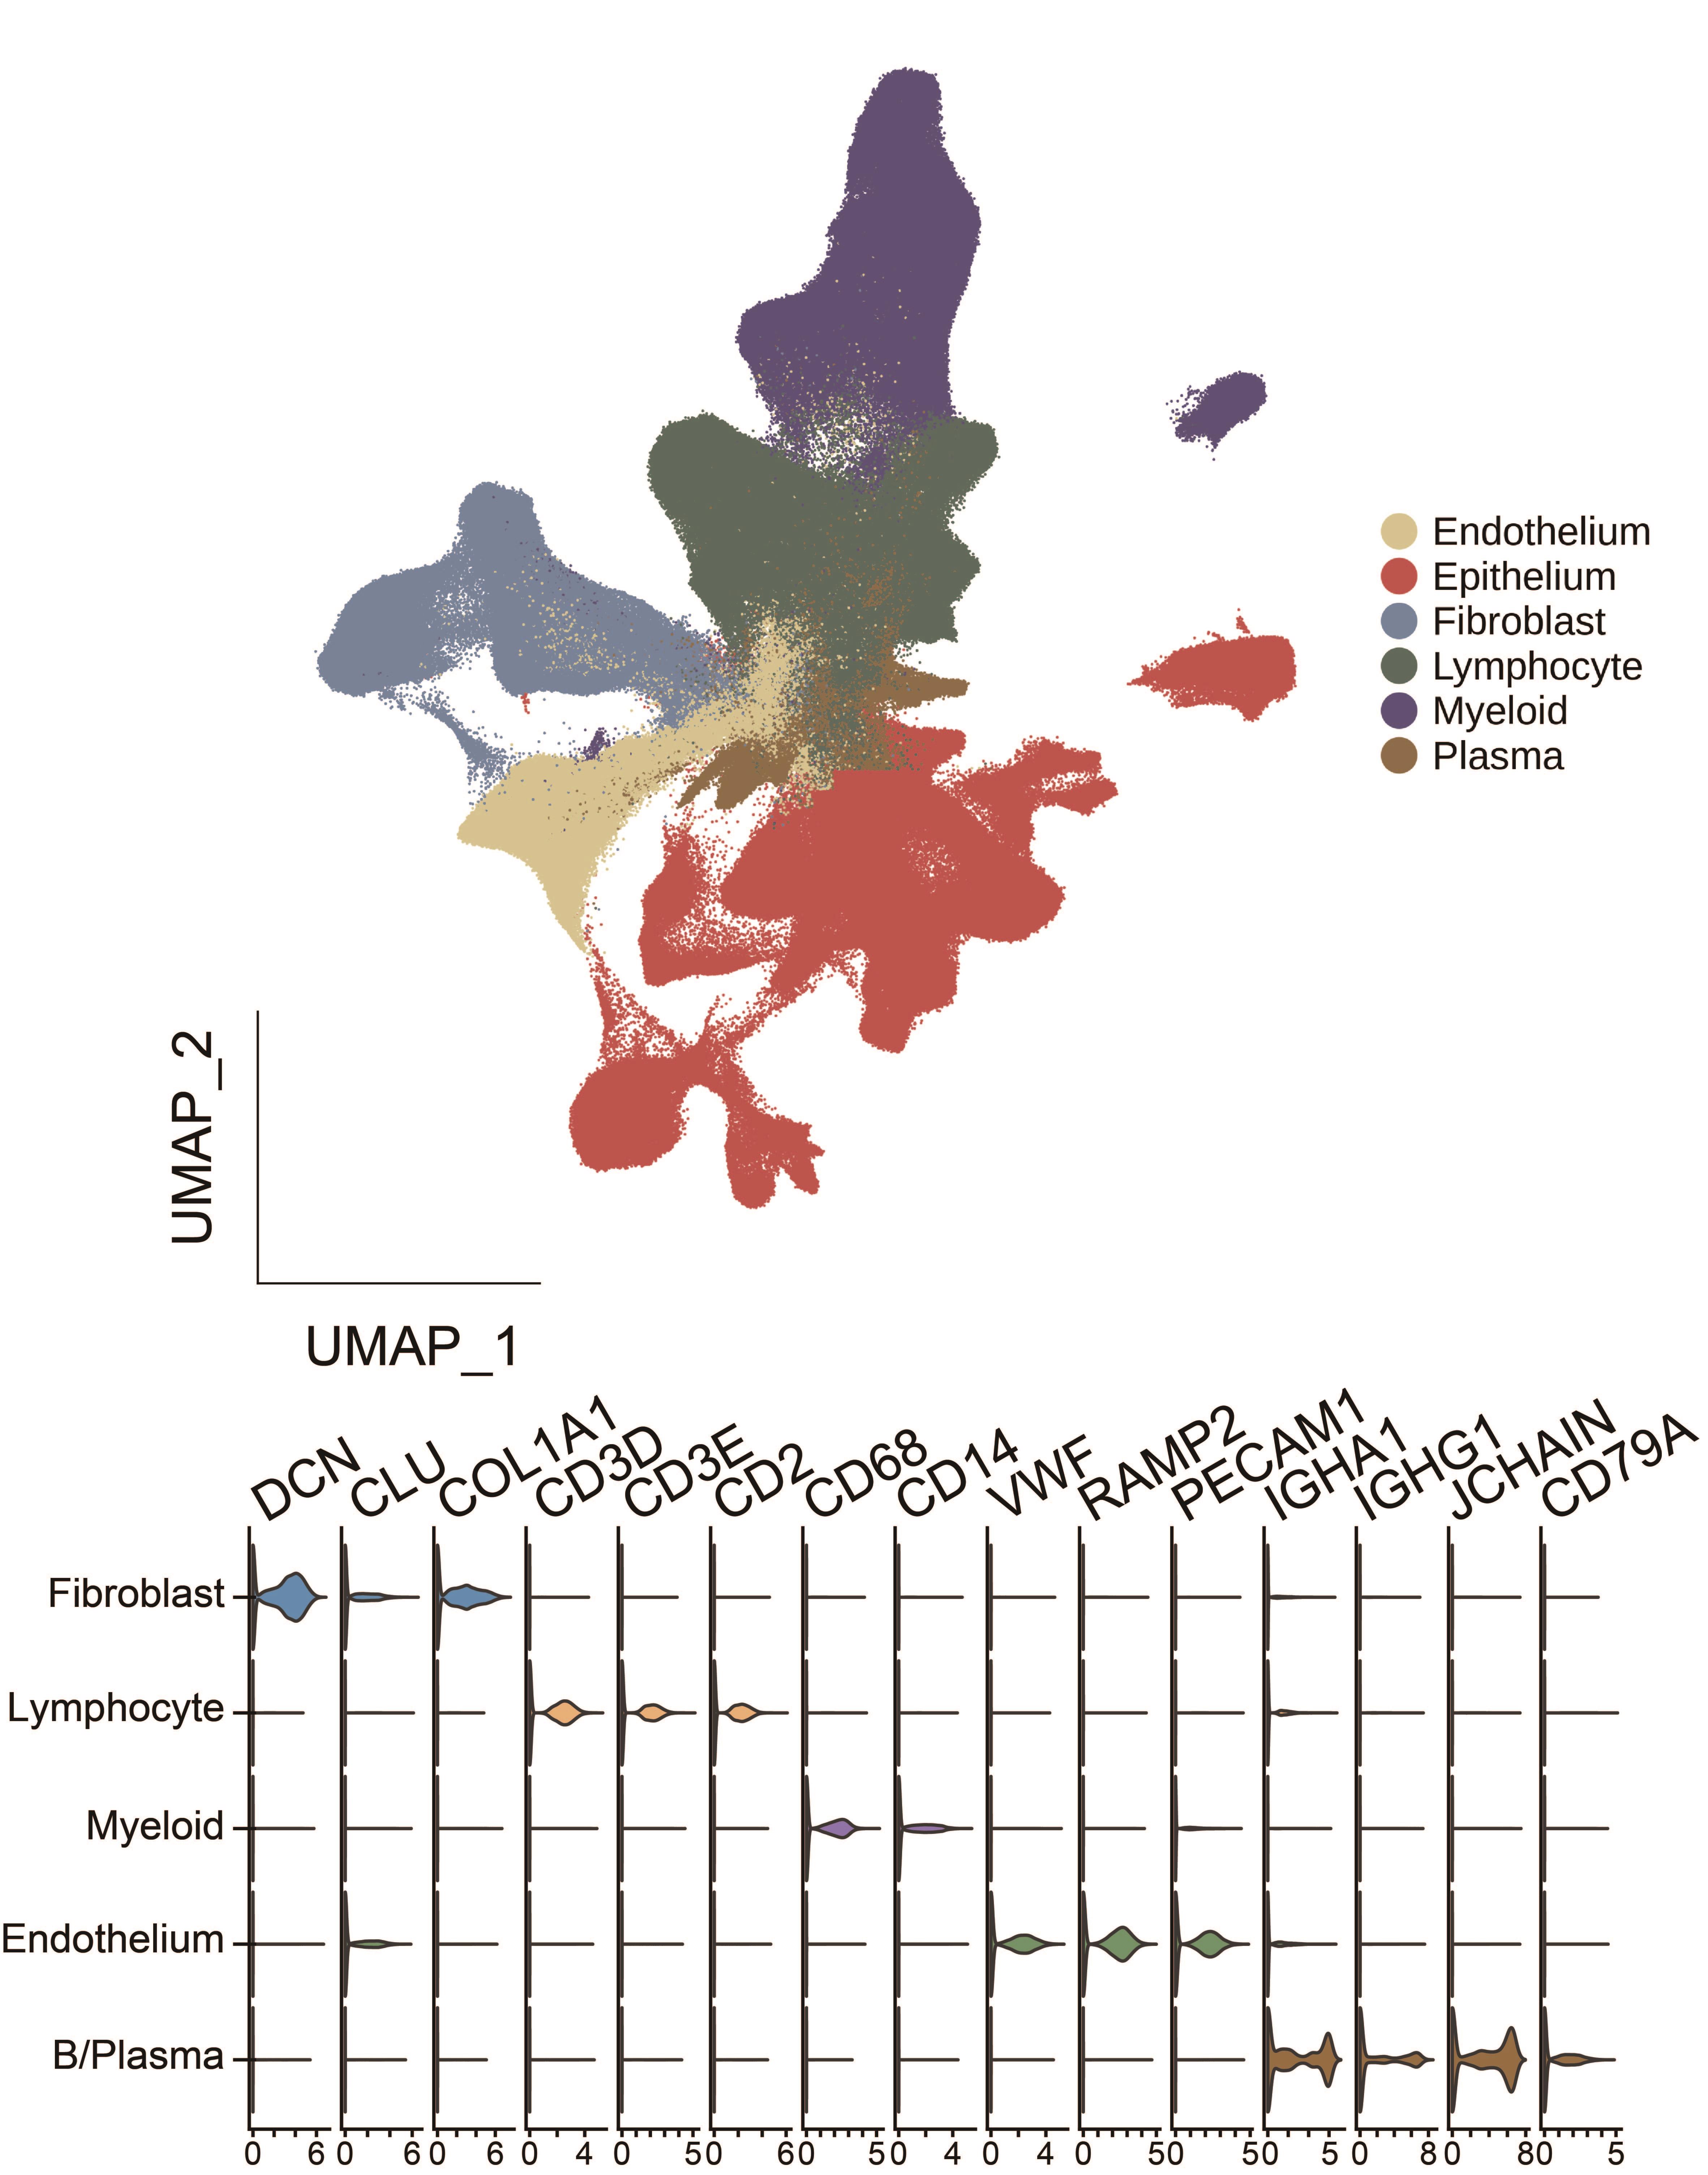 Endothelium
Epithelium
Fibroblast
Lymphocyte
Myeloid
Plasma
UMAP_2
UMAP_1
DCN CLU COL1A1 CD3D CD3E CD2 CD68 CD14 VWF RAMP2 PECAM1 IGHA1 IGHG1 JCHAIN CD79A
Fibroblast
Lymphocyte
Myeloid
Endothelium
B/Plasma
0 6 0 6 0 6 0 4 0 5 0 6 0 5 0 4 0 4 0 5 0 5 0 5 0 8 0 8 0 5